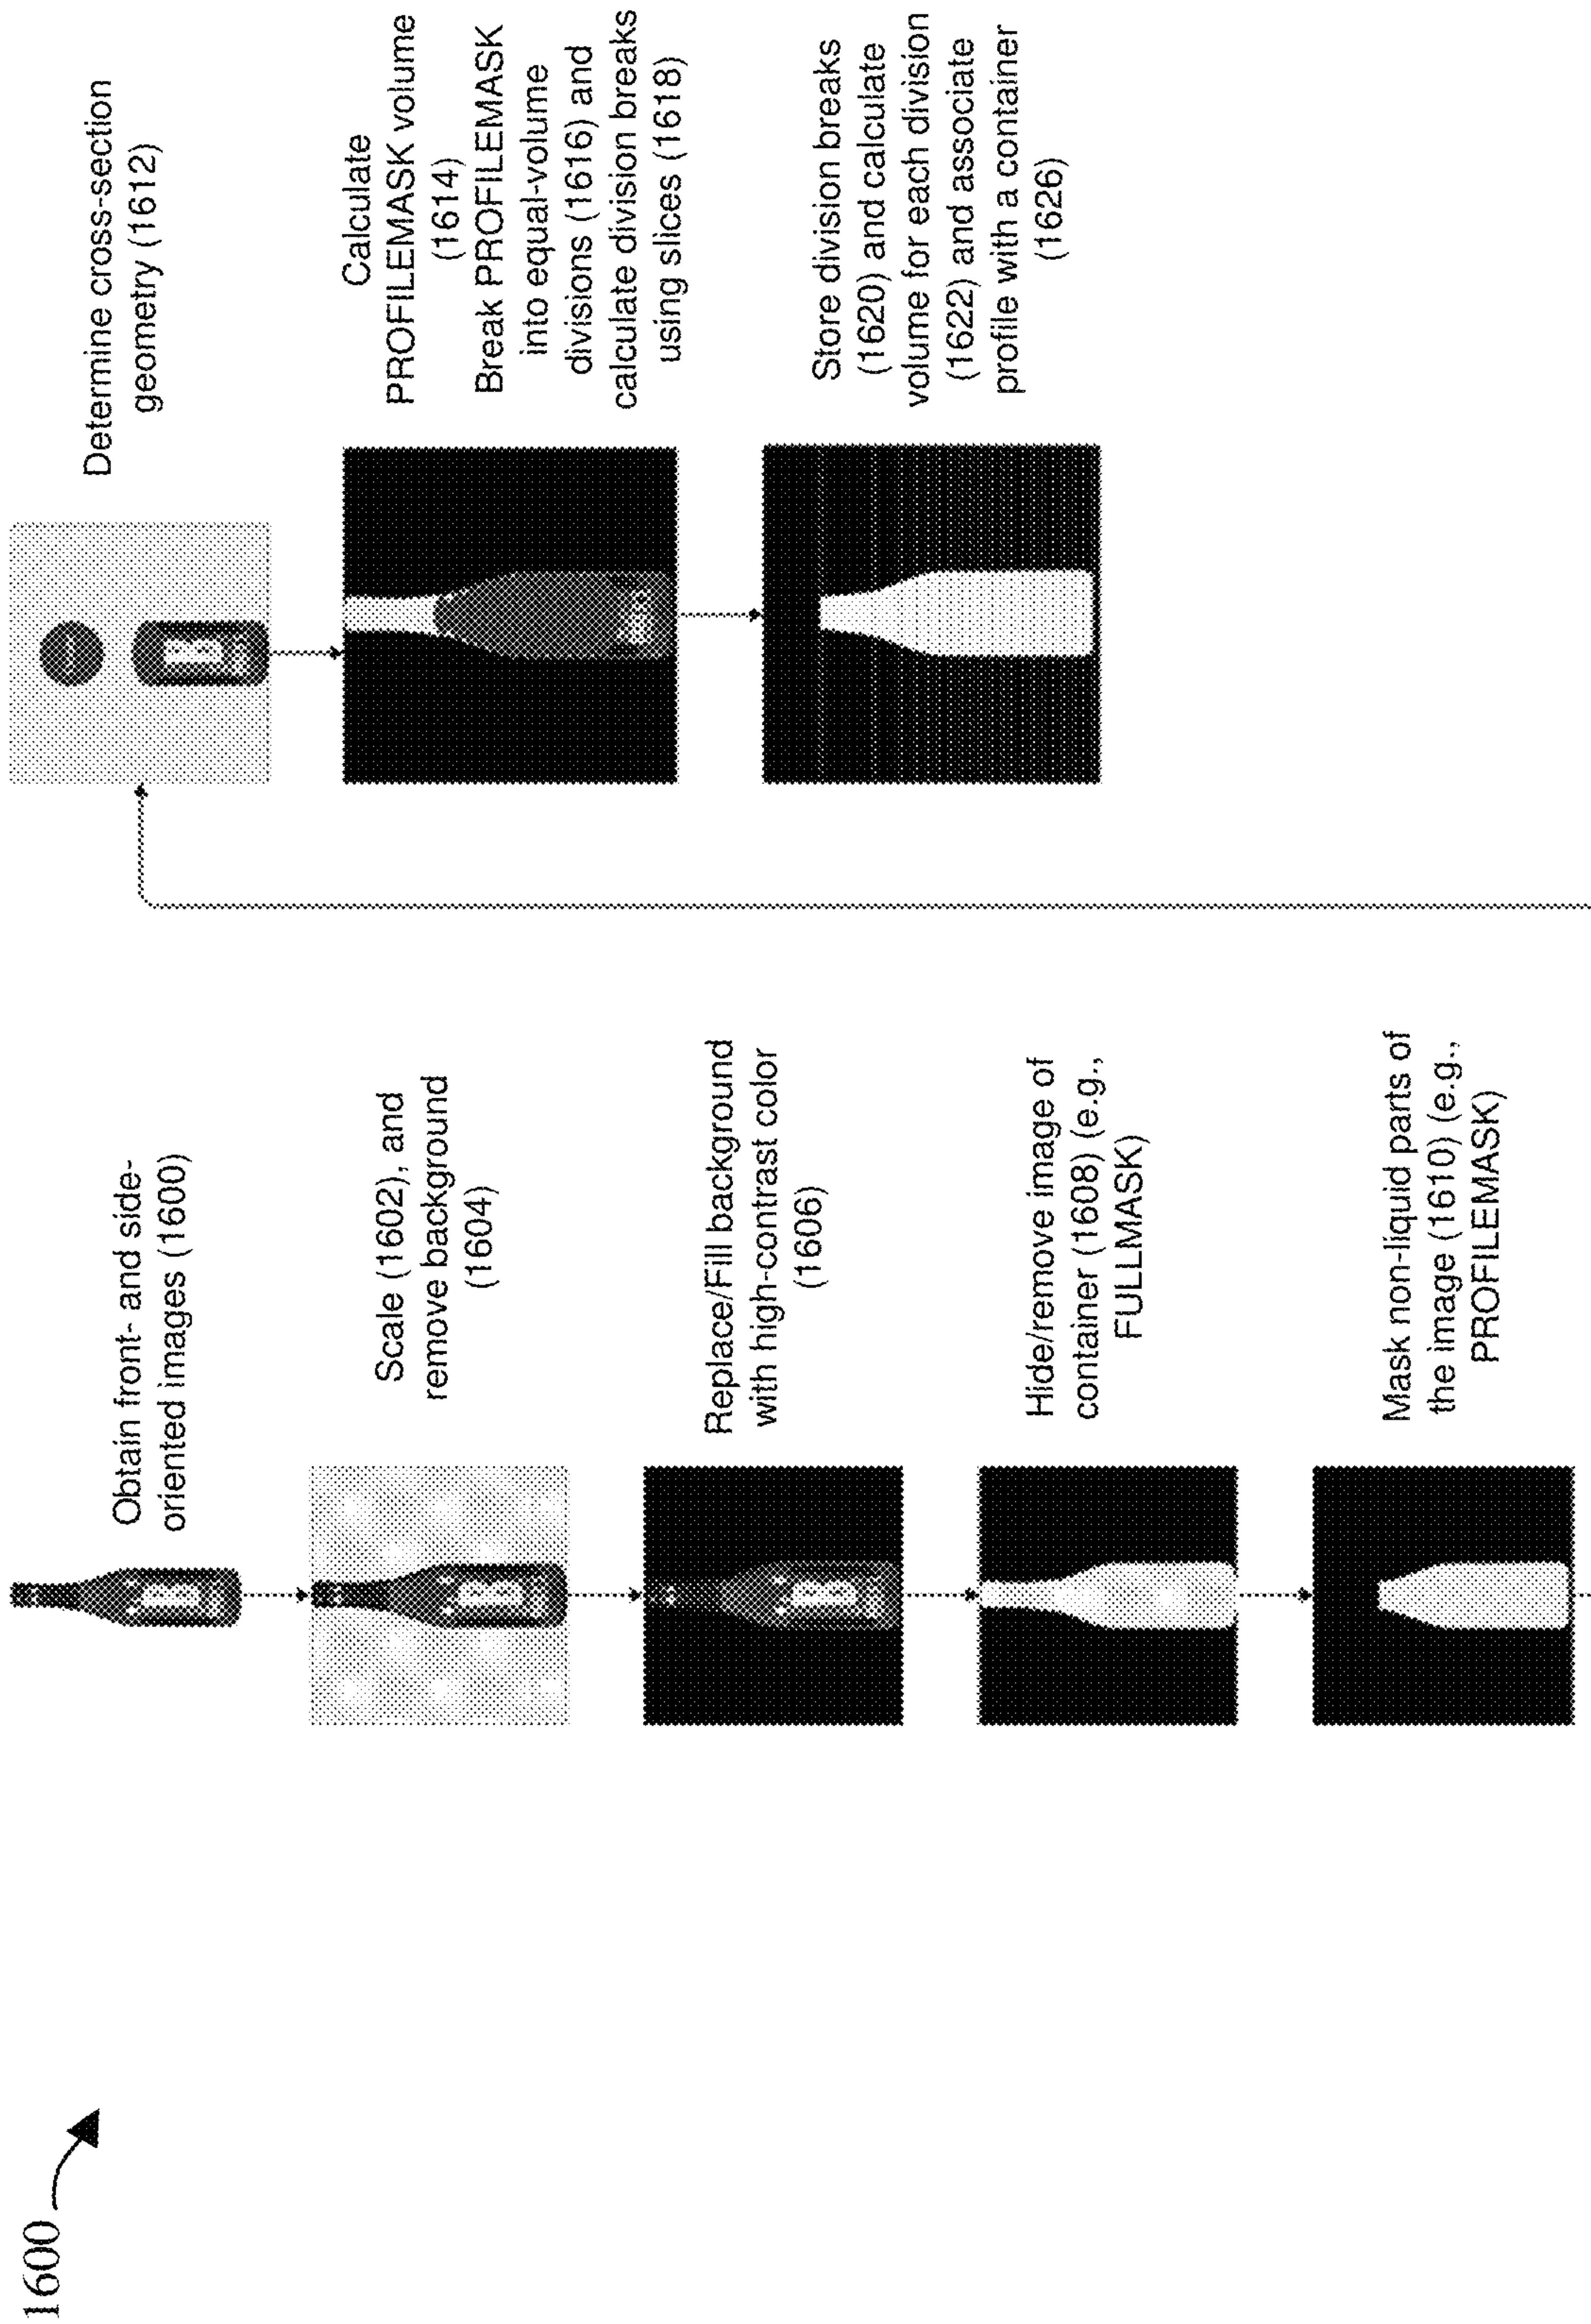 1600
Obtain front- and side-
oriented images (1600)
Scale (1602), and
remove background
(1604)
Replace/Fill background
with high-contrast color
(1606)
Hide/remove image of
container (1608) (e.g.,
FULLMASK)
Mask non-liquid parts of
the image (1610) (e.g.,
PROFILEMASK)
Determine cross-section
geometry (1612)
Calculate
PROFILEMASK volume
(1614)
Break PROFILEMASK
into equal-volume
divisions (1616) and
calculate division breaks
using slices (1618)
Store division breaks
(1620) and calculate
volume for each division
(1622) and associate
profile with a container
(1626)